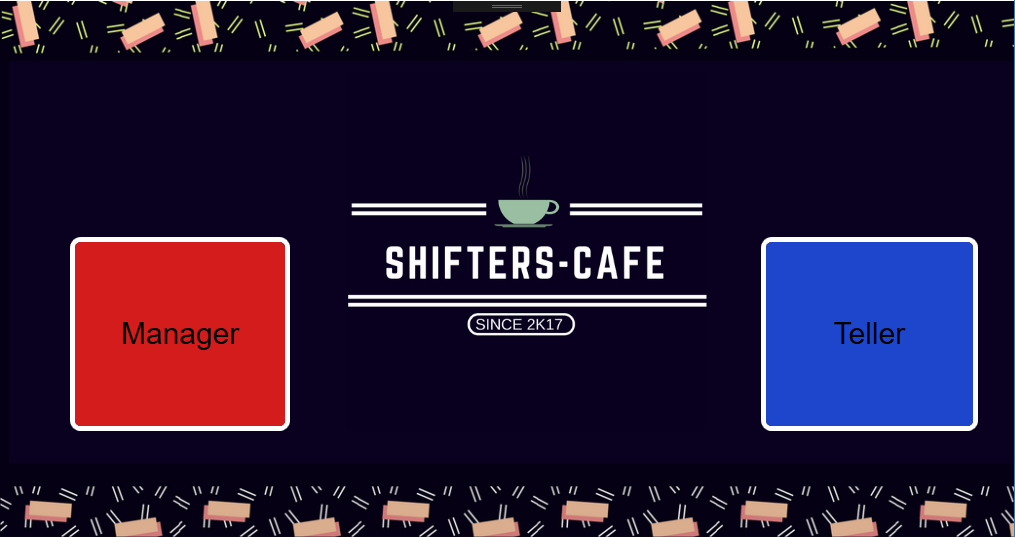 SHIFTERS-CAFE
SINCE 2K17
Manager
Teller